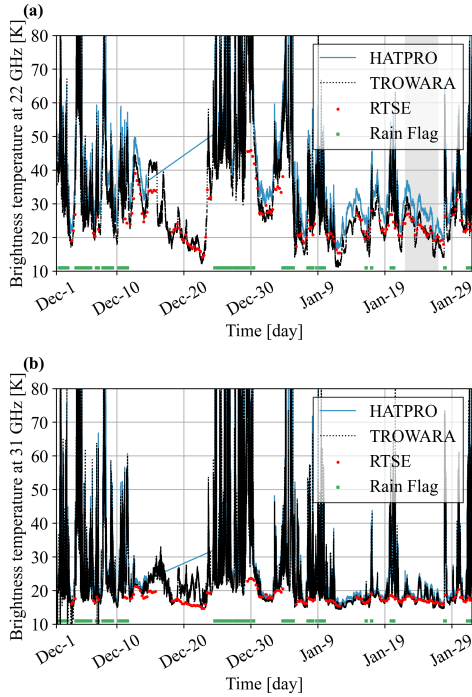 (a)
Brightness temperature at 22 GHz [K]
80
70
60
50
40
30
20
10
HATPRO
TROWARA
RTSE
Rain Flag
Dec-1
Dec-10
Dec-20
Dec-30
Jan-9
Jan-19
Jan-29
Time [day]
(b)
Brightness temperature at 31 GHz [K]
80
70
60
50
40
30
20
10
HATPRO
TROWARA
RTSE
Rain Flag
Dec-1
Dec-10
Dec-20
Dec-30
Jan-9
Jan-19
Jan-29
Time [day]